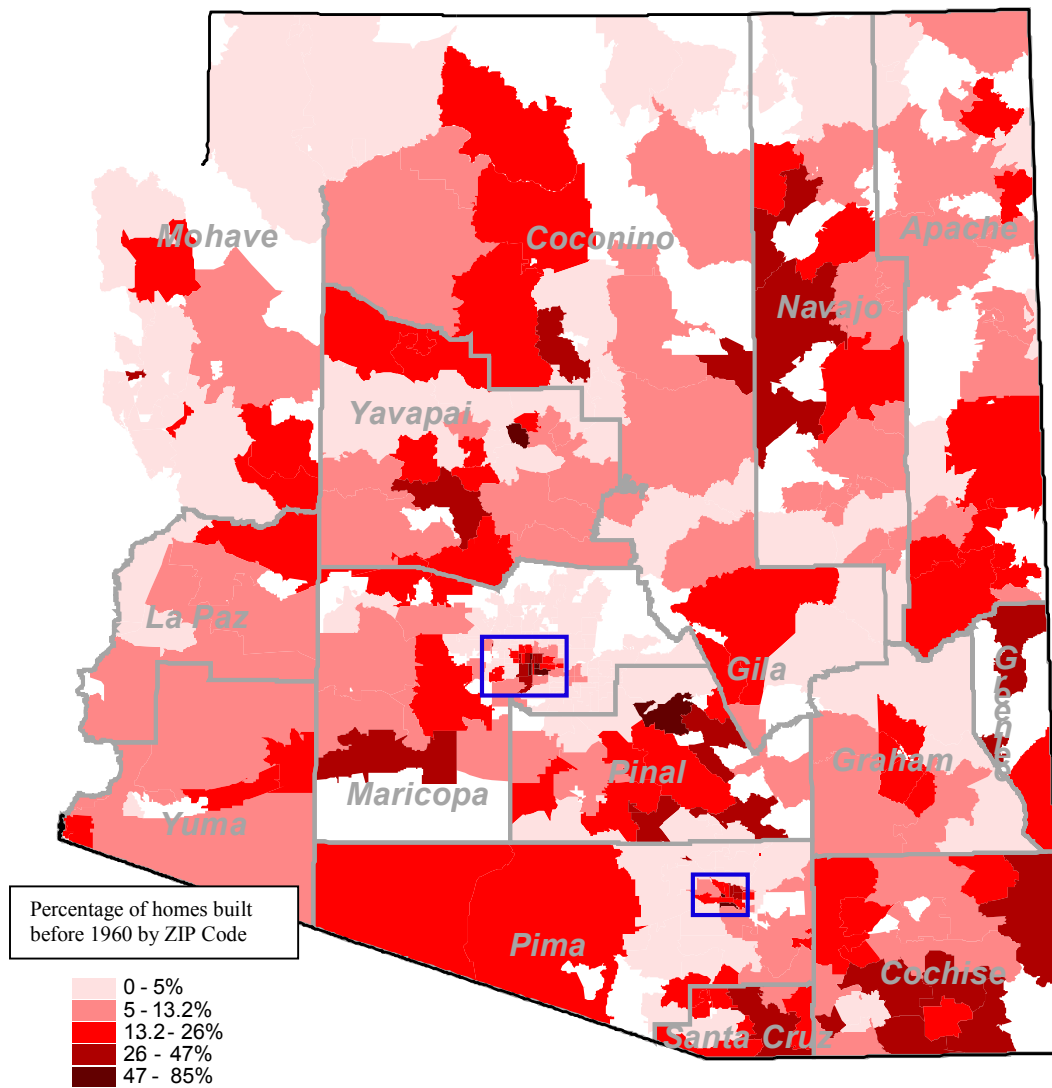 Mohave
Coconino
Apache
Navajo
Yavapai
La Paz
Gila
Greenlee
Graham
Pinal
Maricopa
Yuma
Percentage of homes built
before 1960 by ZIP Code
Pima
Cochise
Santa Cruz
0 - 5%
5 - 13.2%
13.2 - 26%
26 - 47%
47 - 85%